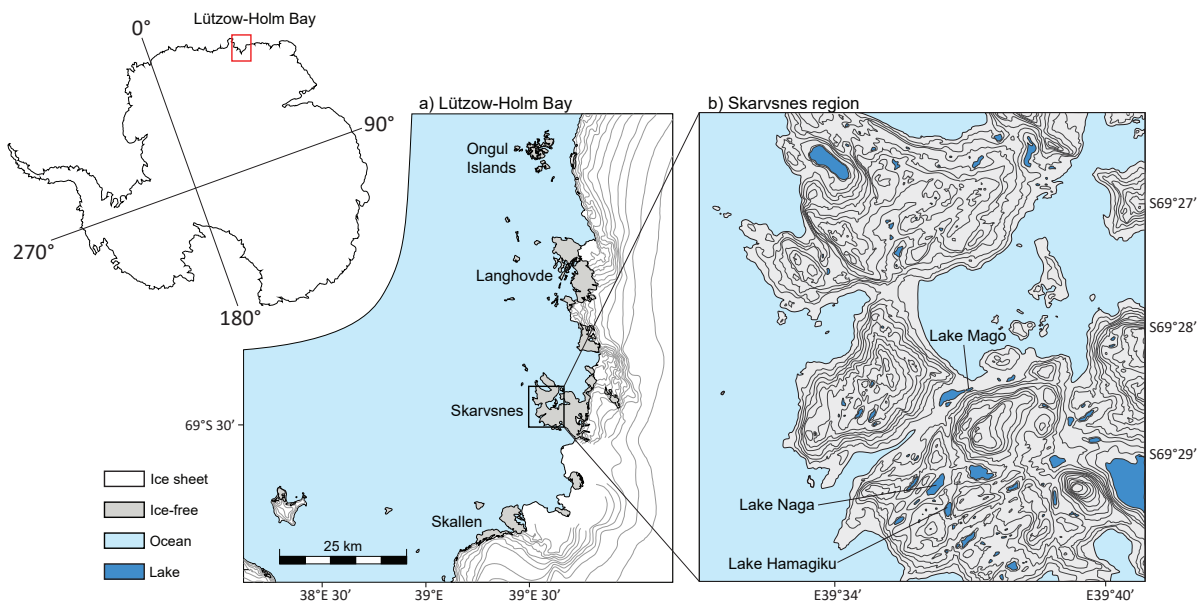 Lützow-Holm Bay
0°
90°
270°
180°
a) Lützow-Holm Bay
Ongul
Islands
Langhovde
Skarvsnes
Skallen
69°S 30'
38°E 30'
39°E
39°E 30'
25 km
Ice sheet
Ice-free
Ocean
Lake
b) Skarvsnes region
Lake Mago
Lake Naga
Lake Hamagiku
S69°27'
S69°28'
S69°29'
E39°34'
E39°40'